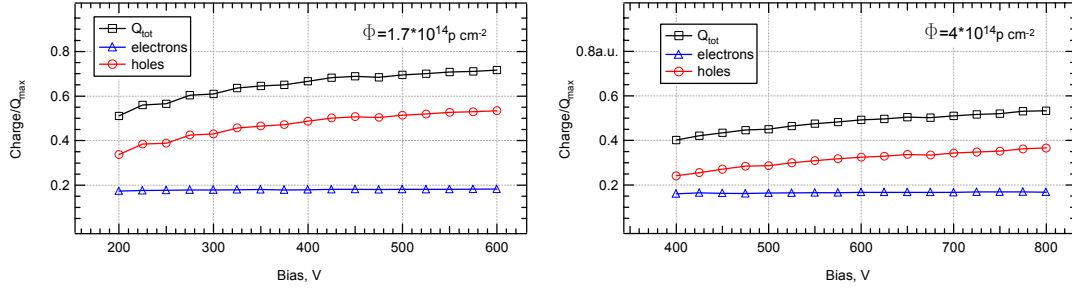 Q_tot
electrons
holes
Φ=1.7*10^14p cm^-2
0.8
0.6
0.4
0.2
Charge/Q_max
200
300
400
500
600
Bias, V
Q_tot
electrons
holes
Φ=4*10^14p cm^-2
0.8a.u.
0.6
0.4
0.2
Charge/Q_max
400
500
600
700
800
Bias, V